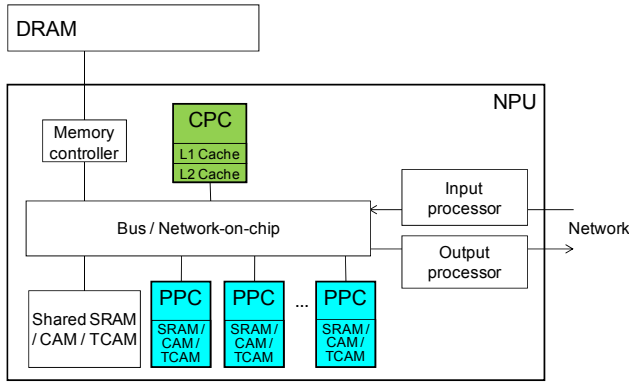 DRAM
NPU
Memory
controller
CPC
L1 Cache
L2 Cache
Input
processor
Bus / Network-on-chip
Network
Output
processor
Shared SRAM
/ CAM / TCAM
PPC
SRAM /
CAM /
TCAM
PPC
SRAM /
CAM /
TCAM
...
PPC
SRAM /
CAM /
TCAM